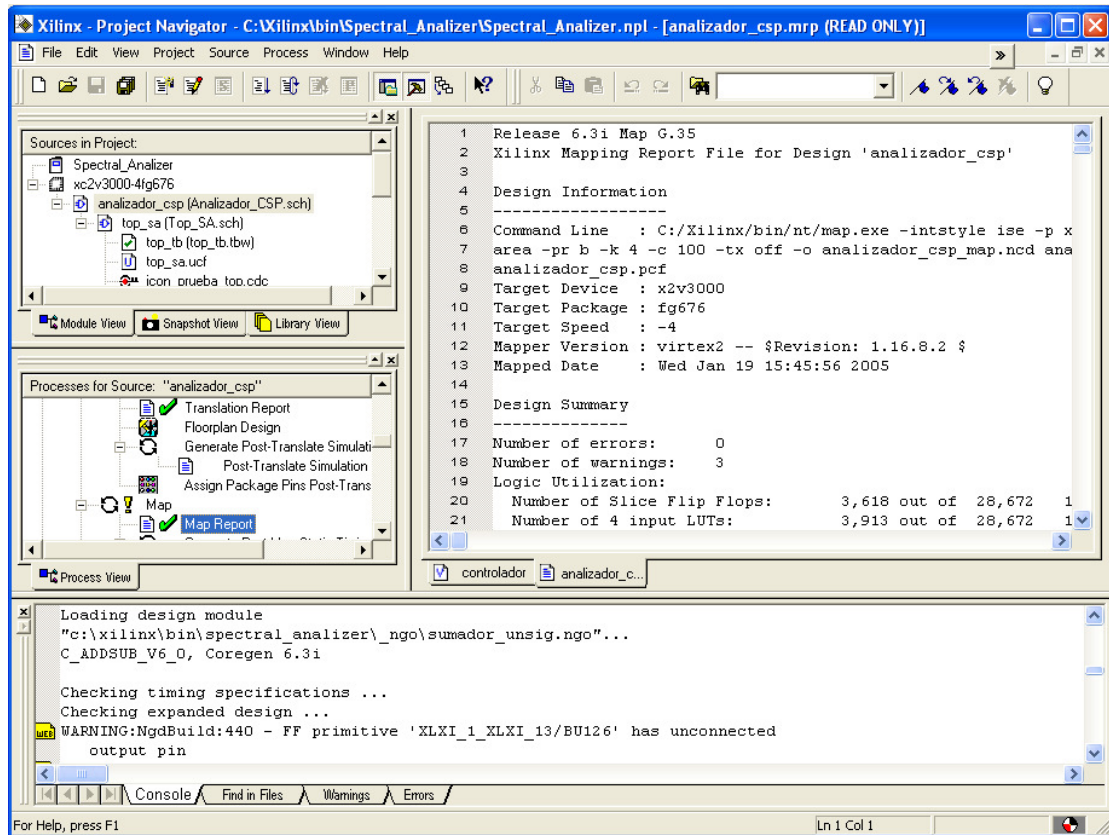 Xilinx - Project Navigator - C:\Xilinx\bin\Spectral_Analizer\Spectral_Analizer.npl - [analizador_csp.mrp (READ ONLY)]
File Edit View Project Source Process Window Help
»
Sources in Project:
Spectral_Analizer
xc2v3000-4fg676
analizador_csp (Analizador_CSP.sch)
top_sa (Top_SA.sch)
top_tb (top_tb.tbw)
top_sa.ucf
icon_prueba_top.cdc
Module View Snapshot View Library View
Processes for Source: "analizador_csp"
Translation Report
Floorplan Design
Generate Post-Translate Simulati
Post-Translate Simulation
Assign Package Pins Post-Trans
Map
Map Report
Process View
1 Release 6.3i Map G.35
2 Xilinx Mapping Report File for Design 'analizador_csp'
3
4 Design Information
5 ------------------
6 Command Line : C:/Xilinx/bin/nt/map.exe -intstyle ise -p x
7 area -pr b -k 4 -c 100 -tx off -o analizador_csp_map.ncd ana
8 analizador_csp.pcf
9 Target Device : x2v3000
10 Target Package : fg676
11 Target Speed : -4
12 Mapper Version : virtex2 -- $Revision: 1.16.8.2 $
13 Mapped Date : Wed Jan 19 15:45:56 2005
14
15 Design Summary
16 --------------
17 Number of errors: 0
18 Number of warnings: 3
19 Logic Utilization:
20 Number of Slice Flip Flops: 3,618 out of 28,672 1
21 Number of 4 input LUTs: 3,913 out of 28,672 1
controlador analizador_c...
Loading design module
"c:\xilinx\bin\spectral_analizer\_ngo\sumador_unsig.ngo"...
C_ADDSUB_V6_0, Coregen 6.3i
Checking timing specifications ...
Checking expanded design ...
WEB WARNING:NgdBuild:440 - FF primitive 'XLXI_1_XLXI_13/BU126' has unconnected
output pin
Console Find in Files Warnings Errors
For Help, press F1 Ln 1 Col 1